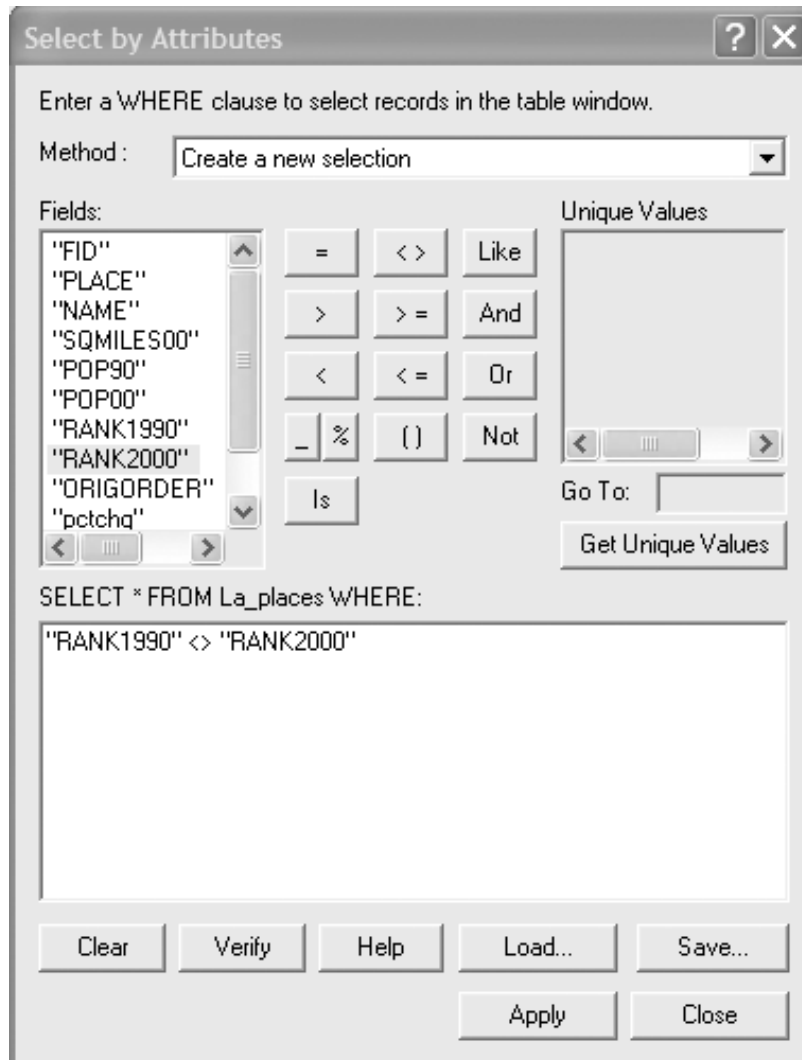 Select by Attributes
Enter a WHERE clause to select records in the table window.
Method : Create a new selection
Fields:
Unique Values
"FID"
"PLACE"
"NAME"
"SQMILES00"
"POP90"
"POP00"
"RANK1990"
"RANK2000"
"ORIGORDER"
"pctchg"
= < > Like
> > = And
< < = Or
_ % ( ) Not
Is
Go To:
Get Unique Values
SELECT * FROM La_places WHERE:
"RANK1990" <> "RANK2000"
Clear Verify Help Load... Save...
Apply Close